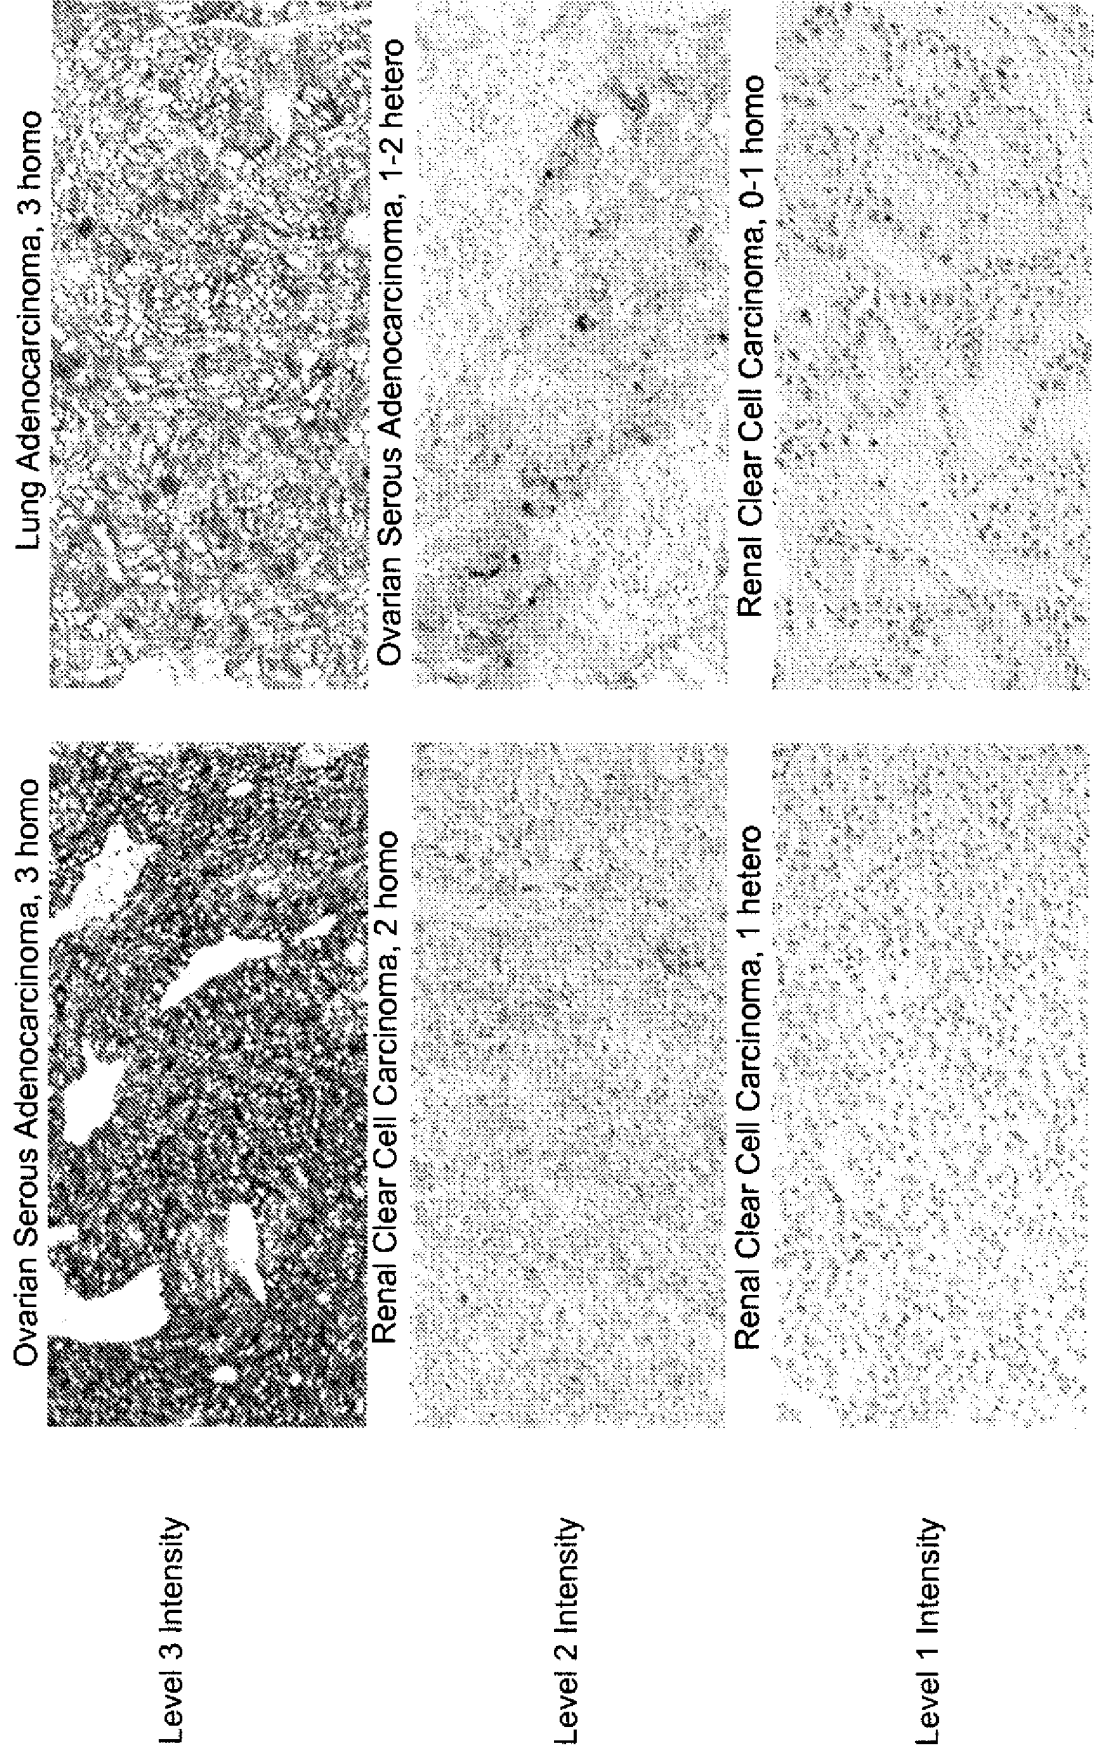 Ovarian Serous Adenocarcinoma, 3 homo
Lung Adenocarcinoma, 3 homo
Level 3 Intensity
Renal Clear Cell Carcinoma, 2 homo
Ovarian Serous Adenocarcinoma, 1-2 hetero
Level 2 Intensity
Renal Clear Cell Carcinoma, 1 hetero
Renal Clear Cell Carcinoma, 0-1 homo
Level 1 Intensity